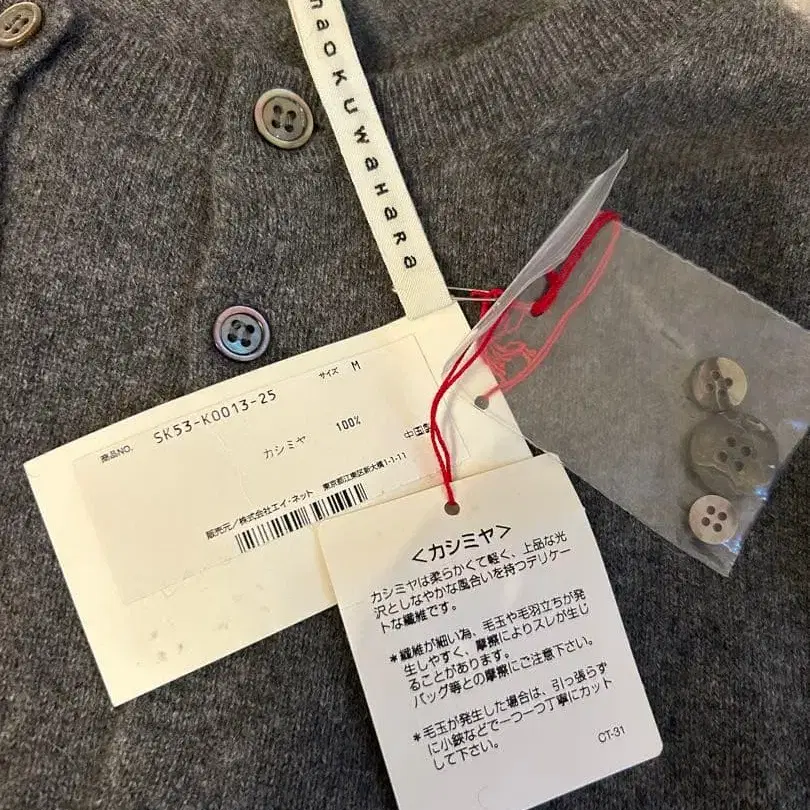 naoKuwaHaRa
サイズ M
商品NO. SK53-K0013-25
カシミヤ 100%
中国製
販売元/株式会社エイ・ネット 東京都江東区新大橋1-1-11
<カシミヤ>
カシミヤは柔らかくて軽く、上品な光
沢としなやかな風合いを持つデリケー
トな繊維です。
*繊維が細い為、毛玉や毛羽立ちが発
生しやすく、摩擦によりスレが生じ
ることがあります。
バッグ等との摩擦にご注意下さい。
*毛玉が発生した場合は、引っ張らず
に小鋏などで一つ一つ丁寧にカット
して下さい。
CT-31